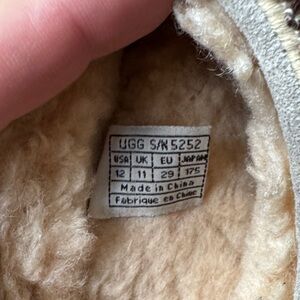 UGG S/N 5252
USA UK EU JAPAN
12 11 29 175
Made in China
Fabriqué en Chine